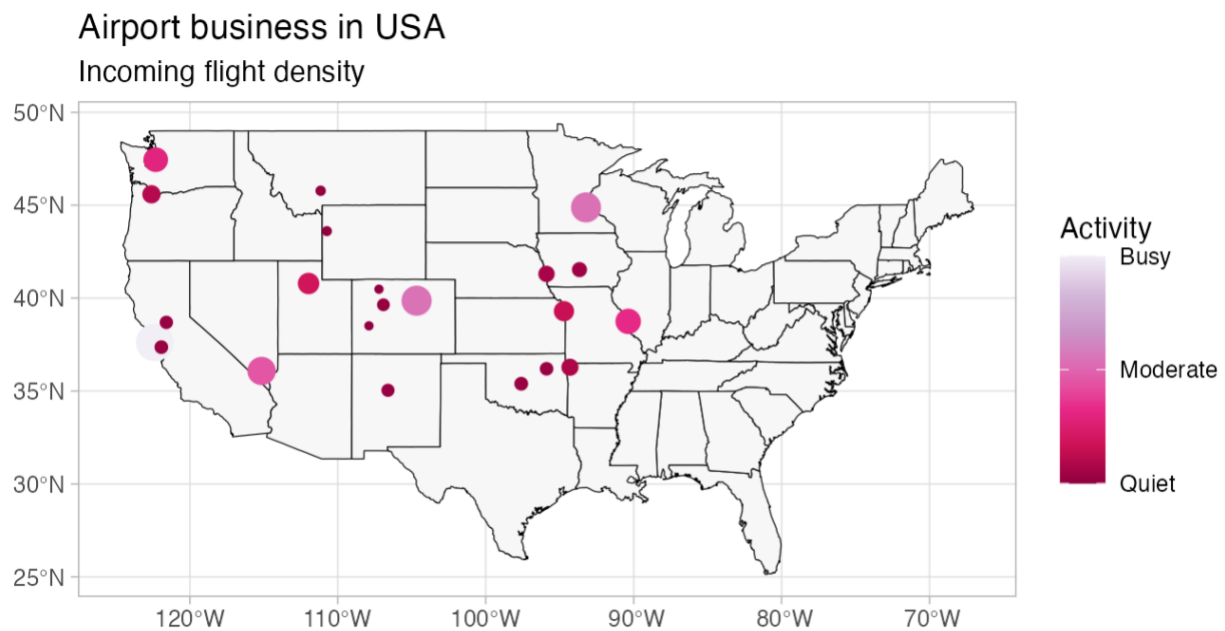 Airport business in USA
Incoming flight density
50°N
45°N
40°N
35°N
30°N
25°N
120°W
110°W
100°W
90°W
80°W
70°W
Activity
Busy
Moderate
Quiet